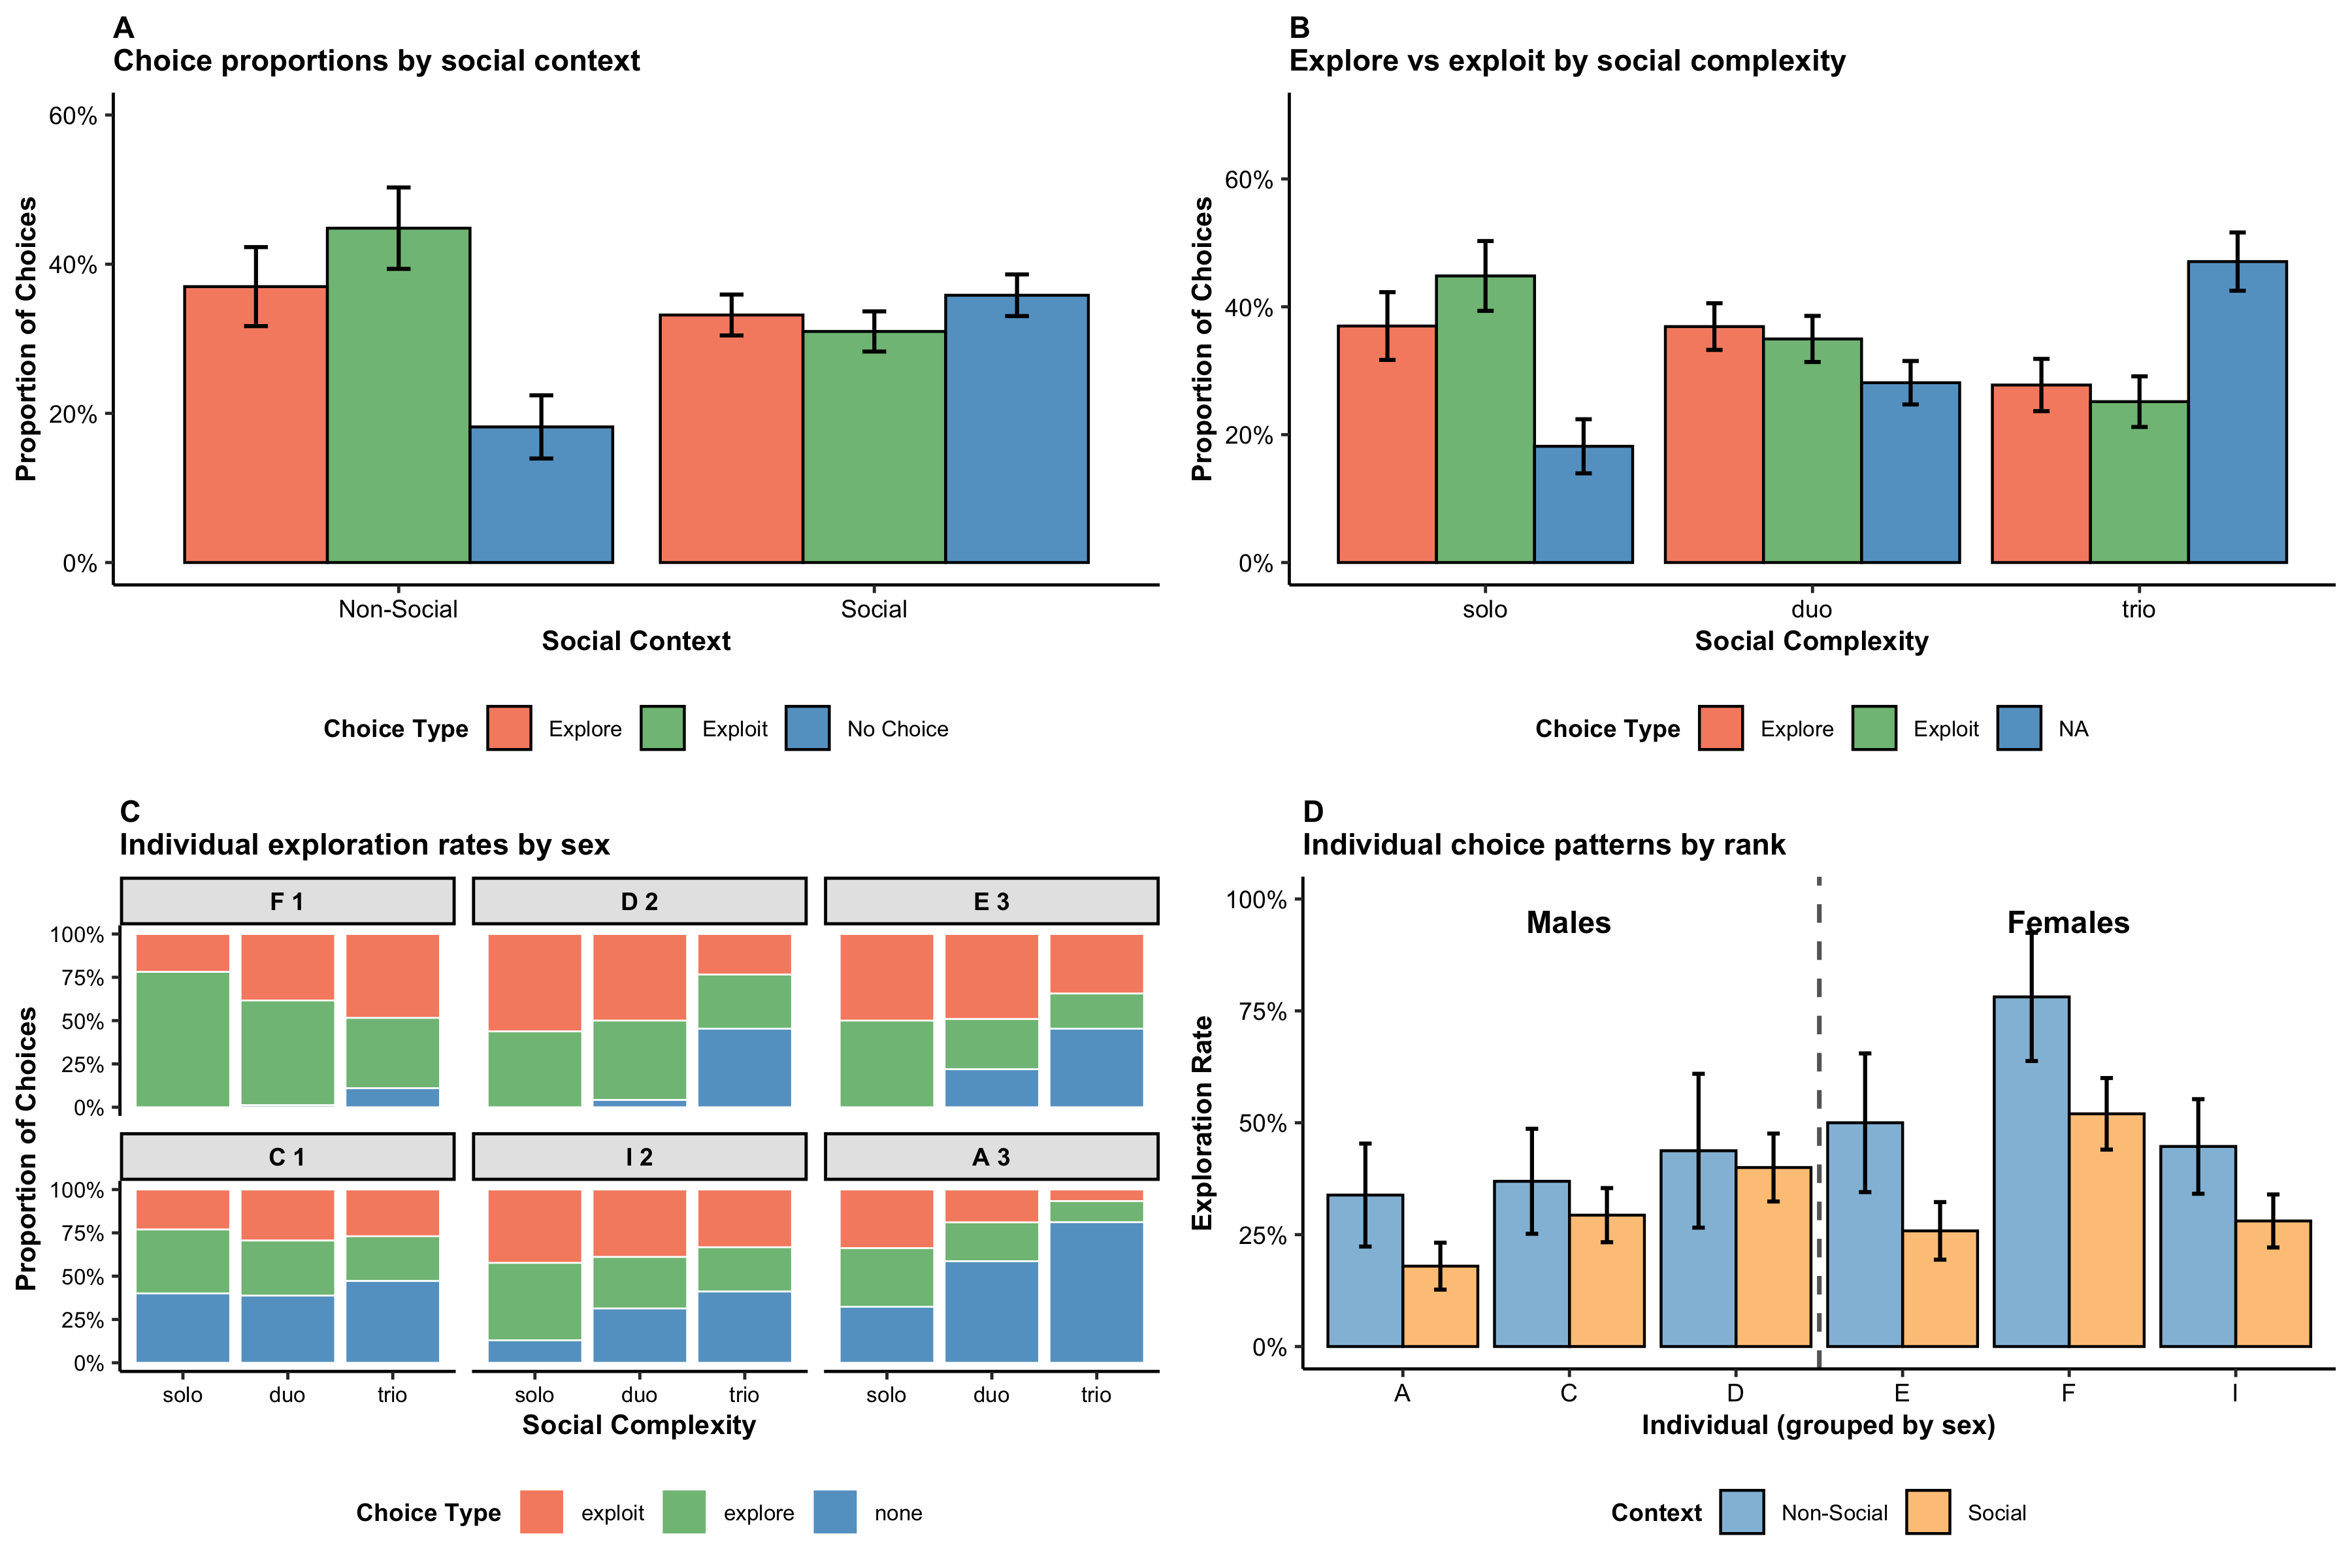 A
Choice proportions by social context
60%
40%
20%
0%
Proportion of Choices
Non-Social Social
Social Context
Choice Type Explore Exploit No Choice
B
Explore vs exploit by social complexity
60%
40%
20%
0%
Proportion of Choices
solo duo trio
Social Complexity
Choice Type Explore Exploit NA
C
Individual exploration rates by sex
F 1 D 2 E 3
100%
75%
50%
25%
0%
Proportion of Choices
C 1 I 2 A 3
100%
75%
50%
25%
0%
solo duo trio solo duo trio solo duo trio
Social Complexity
Choice Type exploit explore none
D
Individual choice patterns by rank
Males Females
100%
75%
50%
25%
0%
Exploration Rate
A C D E F I
Individual (grouped by sex)
Context Non-Social Social